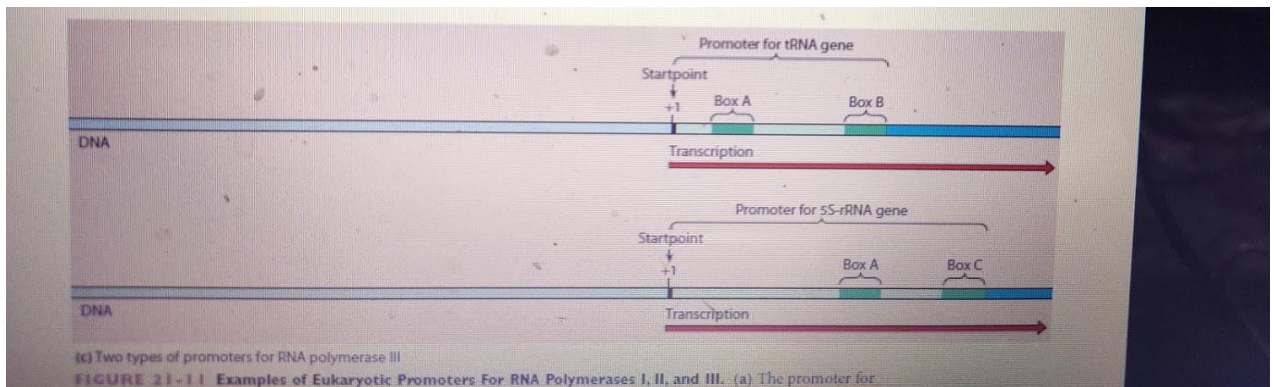 Promoter for tRNA gene
Startpoint
+1
Box A
Box B
DNA
Transcription
Promoter for 5S-rRNA gene
Startpoint
+1
Box A
Box C
DNA
Transcription
(c) Two types of promoters for RNA polymerase III
FIGURE 21-11 Examples of Eukaryotic Promoters For RNA Polymerases I, II, and III. (a) The promoter for